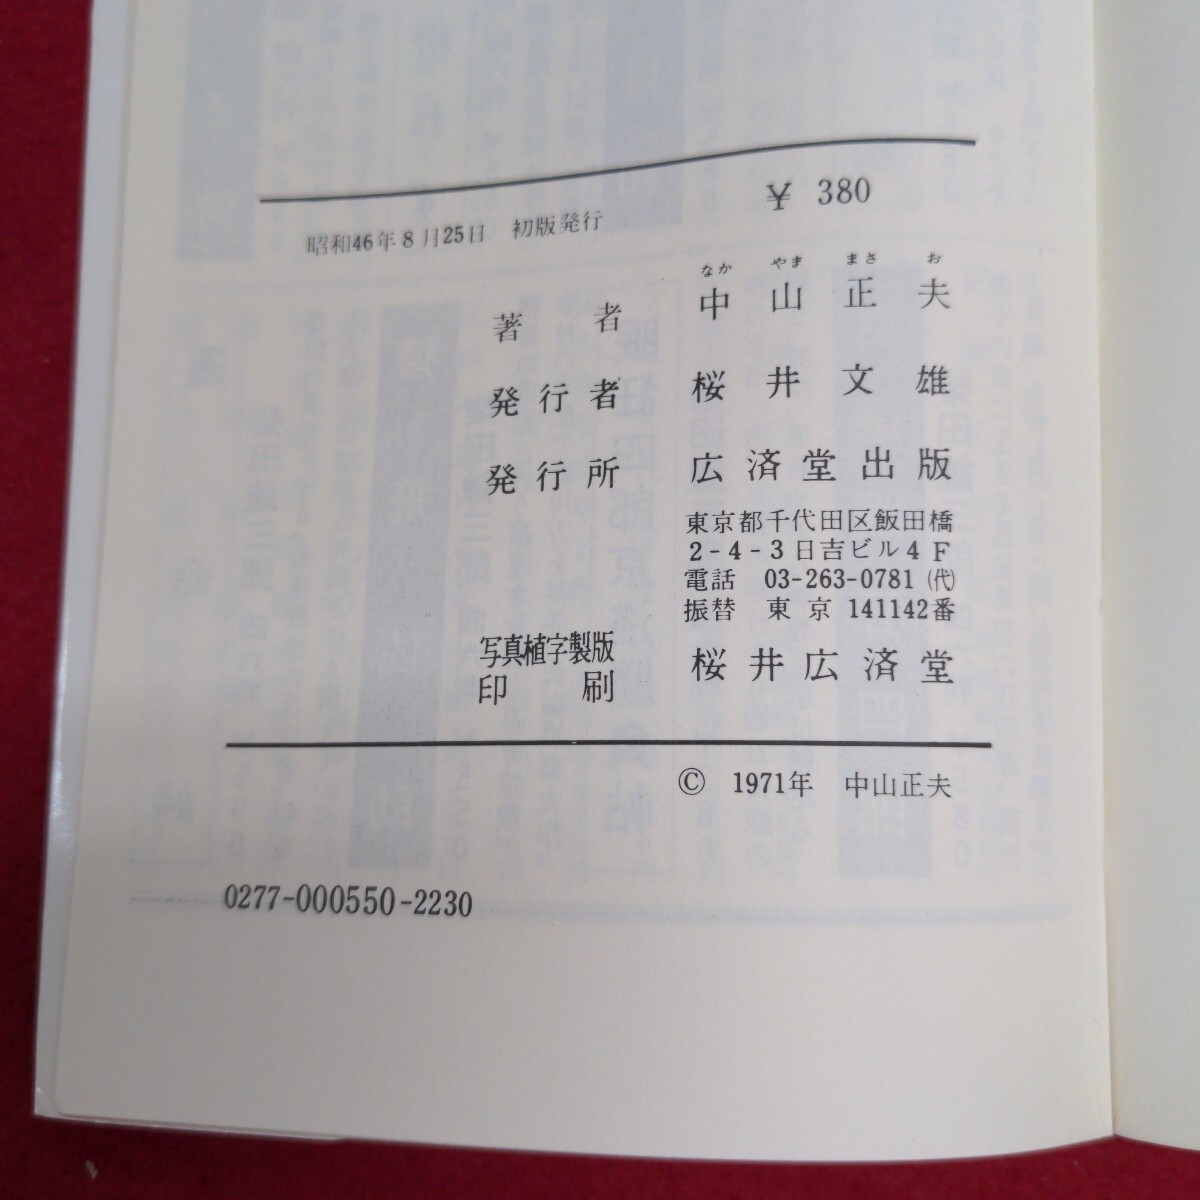 ¥ 380
昭和46年8月25日 初版発行
なか やま まさ お
著者 中山正夫
発行者 桜井文雄
発行所 広済堂出版
東京都千代田区飯田橋
2-4-3日吉ビル4F
電話 03-263-0781 (代)
振替 東京 141142番
写真植字製版
印刷 桜井広済堂
© 1971年 中山正夫
0277-000550-2230